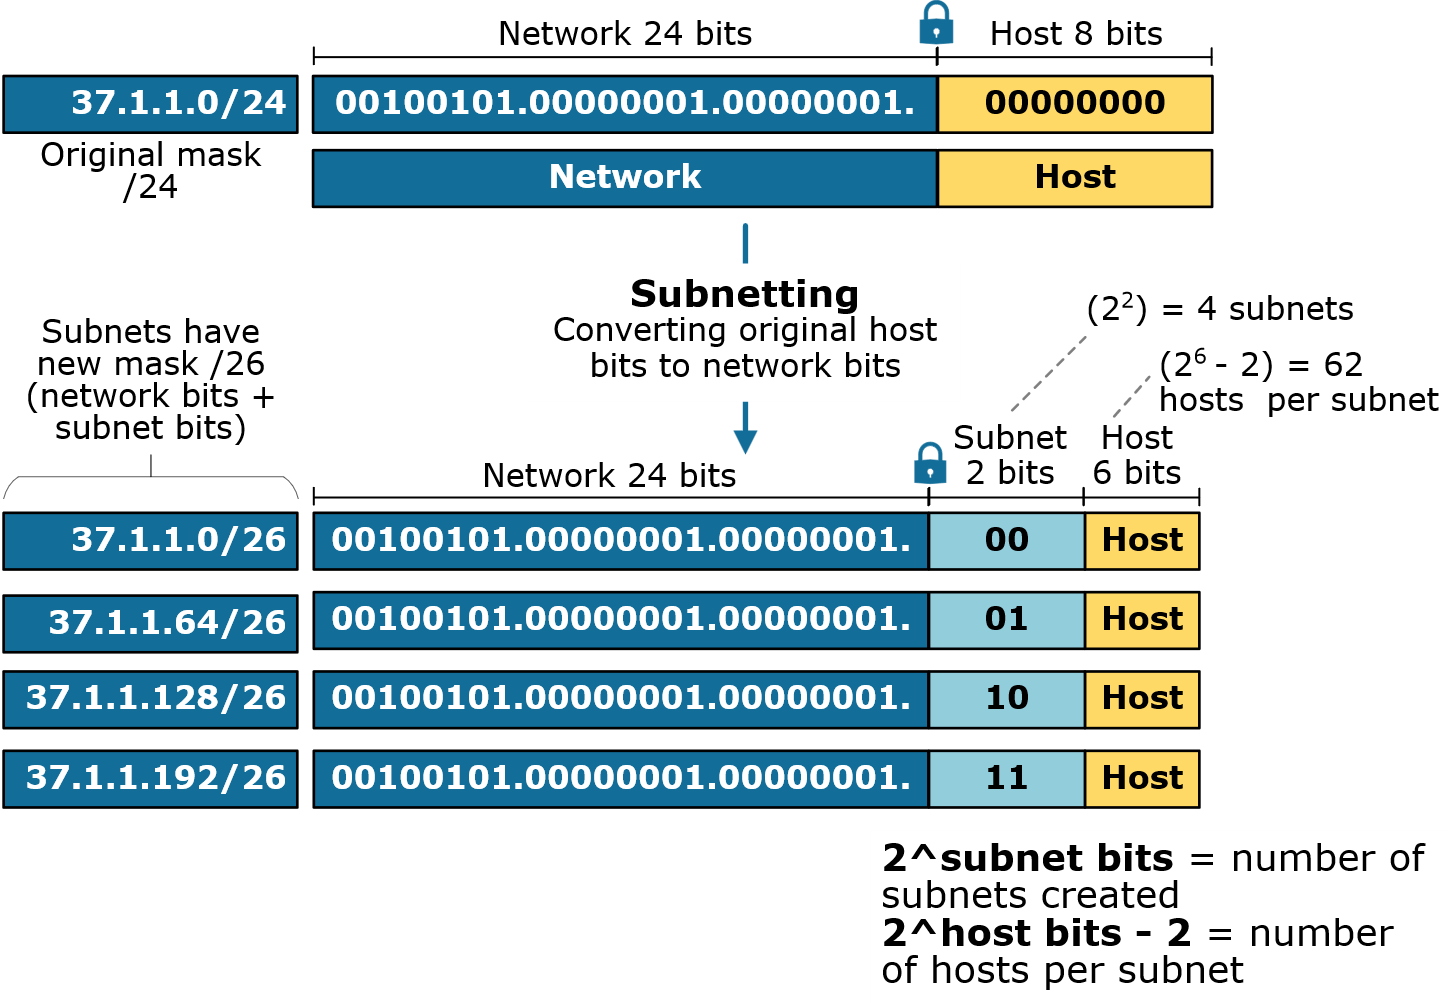 Network 24 bits
Host 8 bits
37.1.1.0/24
00100101.00000001.00000001.
00000000
Original mask
/24
Network
Host
Subnetting
Converting original host
bits to network bits
(2²) = 4 subnets
(2⁶ - 2) = 62
hosts per subnet
Subnets have
new mask /26
(network bits +
subnet bits)
Network 24 bits
Subnet
2 bits
Host
6 bits
37.1.1.0/26
00100101.00000001.00000001.
00
Host
37.1.1.64/26
00100101.00000001.00000001.
01
Host
37.1.1.128/26
00100101.00000001.00000001.
10
Host
37.1.1.192/26
00100101.00000001.00000001.
11
Host
2^subnet bits = number of
subnets created
2^host bits – 2 = number
of hosts per subnet